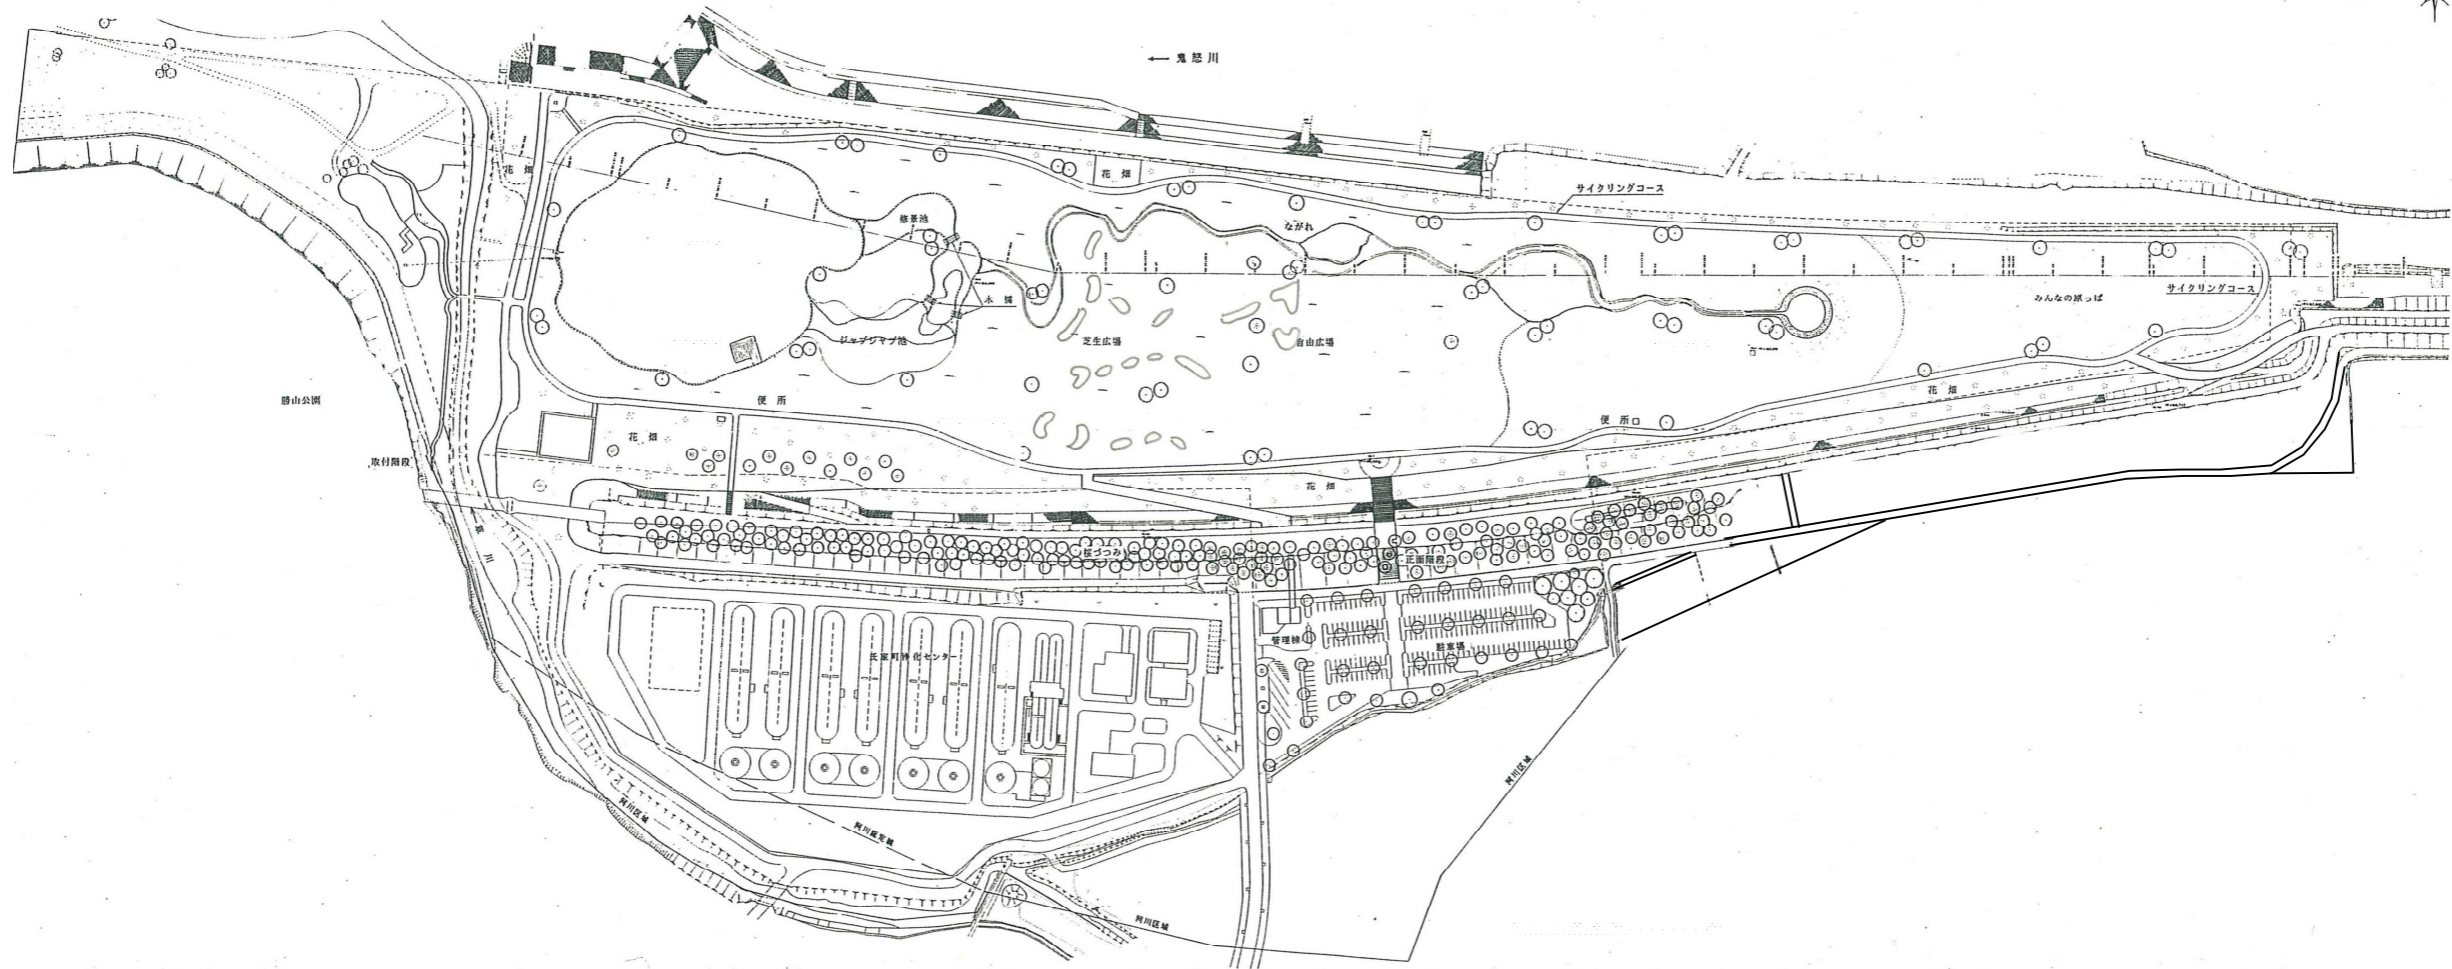 ← 鬼怒川
サイクリングコース
花畑
花畑
修景池
ながれ
水城
みんなの原っぱ
サイクリングコース
ジャブジャブ池
芝生広場
自由広場
勝山公園
便所
花畑
花畑
便所
取付階段
花畑
川
桜づつみ
正面階段
管理棟
駐車場
氏家町浄化センター
河川区域
河川区域
河川区域